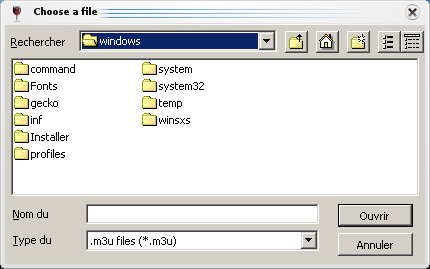 Choose a file
Rechercher
windows
command
Fonts
gecko
inf
Installer
profiles
system
system32
temp
winsxs
Nom du
Ouvrir
Type du
.m3u files (*.m3u)
Annuler